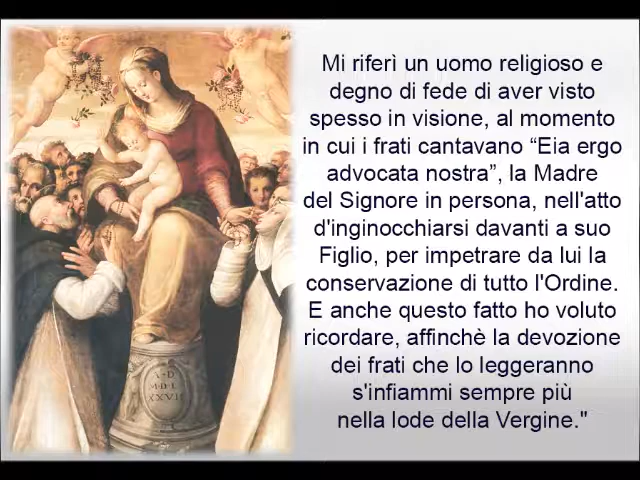 Mi riferì un uomo religioso e
degno di fede di aver visto
spesso in visione, al momento
in cui i frati cantavano “Eia ergo
advocata nostra”, la Madre
del Signore in persona, nell'atto
d'inginocchiarsi davanti a suo
Figlio, per impetrare da lui la
conservazione di tutto l'Ordine.
E anche questo fatto ho voluto
ricordare, affinchè la devozione
dei frati che lo leggeranno
s'infiammi sempre più
nella lode della Vergine."
A D
MDL
XXVII